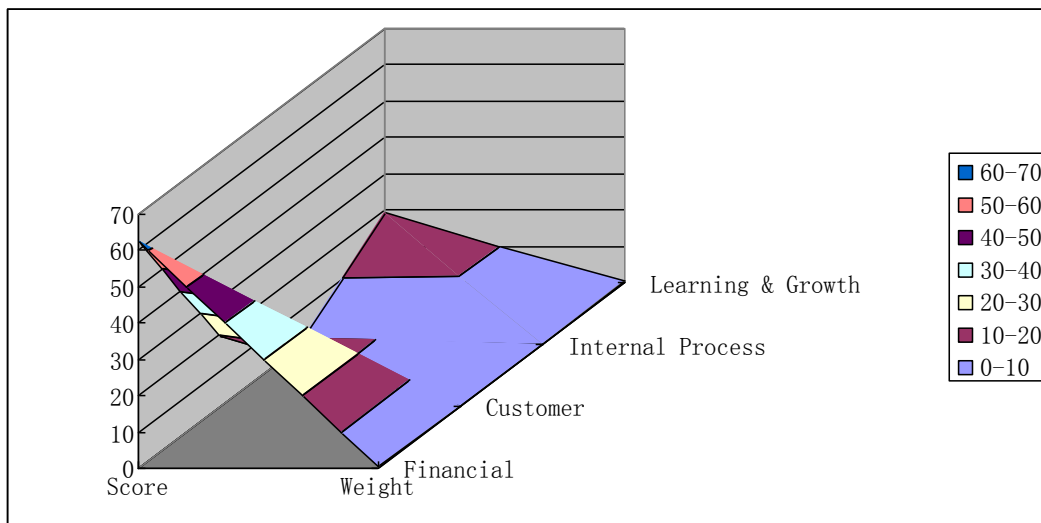 70
60
50
40
30
20
10
0
Score
Weight
Financial
Customer
Internal Process
Learning & Growth
60-70
50-60
40-50
30-40
20-30
10-20
0-10